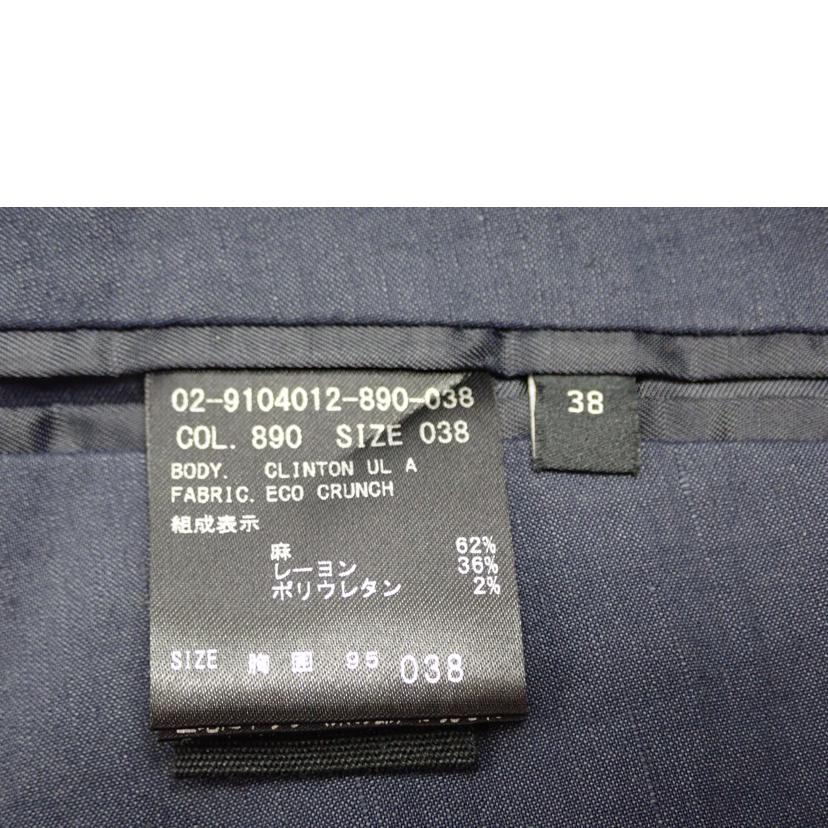 02-9104012-890-038
COL. 890 SIZE 038
BODY. CLINTON UL A
FABRIC. ECO CRUNCH
組成表示
麻 62%
レーヨン 36%
ポリウレタン 2%
SIZE 胸囲 95 038
38